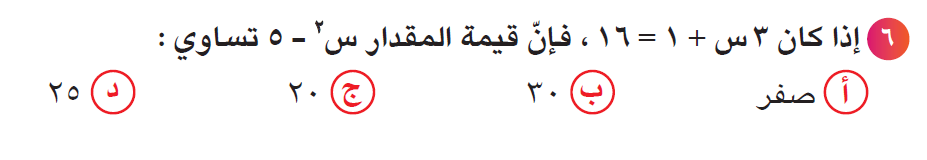 ٦ إذا كان ٣ س + ١ = ١٦ ، فإنّ قيمة المقدار س٢ - ٥ تساوي :
أ صفر ب ٣٠ ج ٢٠ د ٢٥